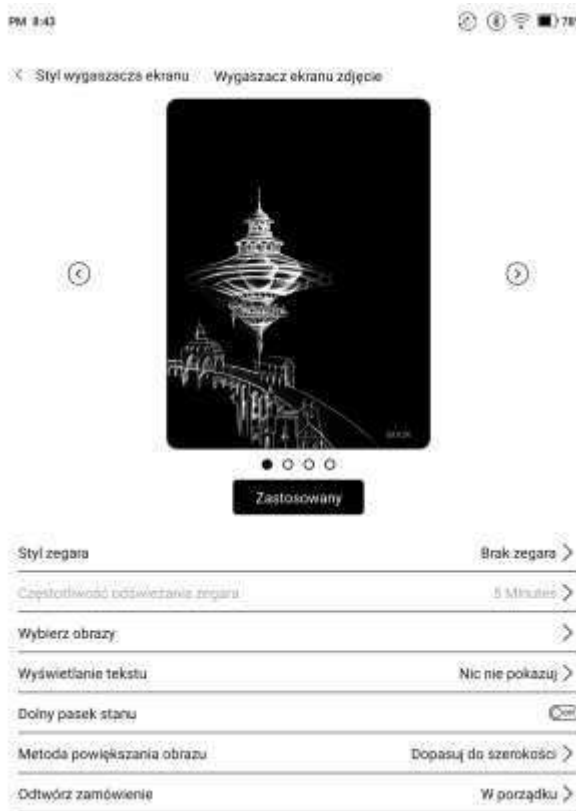 PM 8:43 78
Styl wygaszacza ekranu Wygaszacz ekranu zdjęcie
Zastosowany
Styl zegara Brak zegara
Częstotliwość odświeżania zegara 5 Minutes
Wybierz obrazy
Wyświetlanie tekstu Nic nie pokazuj
Dolny pasek stanu
Metoda powiększania obrazu Dopasuj do szerokości
Odtwórz zamówienie W porządku